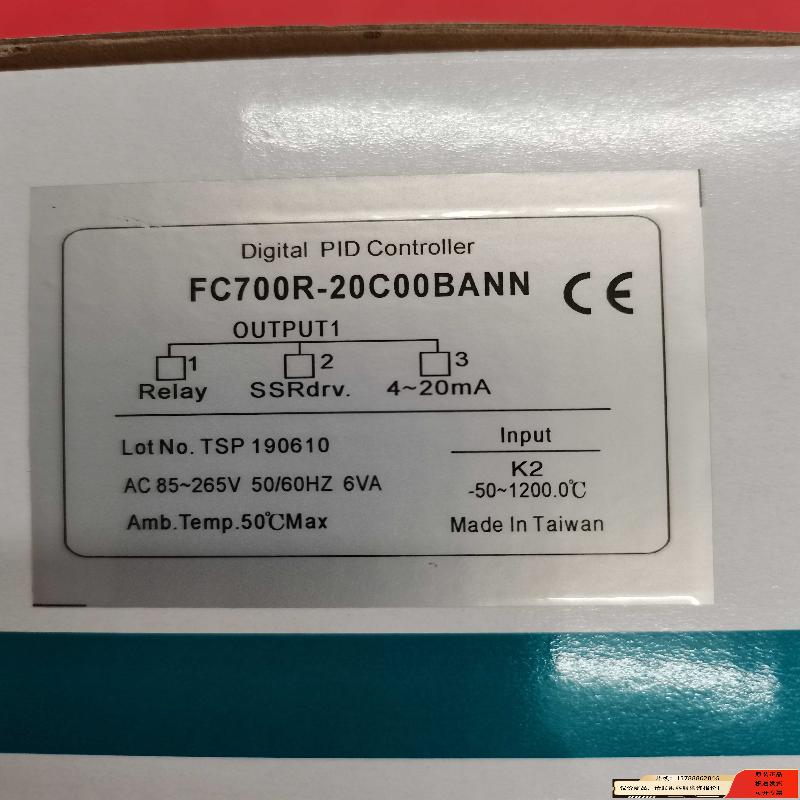 Digital PID Controller
FC700R-20C00BANN
CE
OUTPUT1
1 2 3
Relay SSRdrv. 4~20mA
Lot No. TSP 190610
Input
K2
AC 85~265V 50/60HZ 6VA
-50~1200.0℃
Amb.Temp.50℃Max
Made In Taiwan